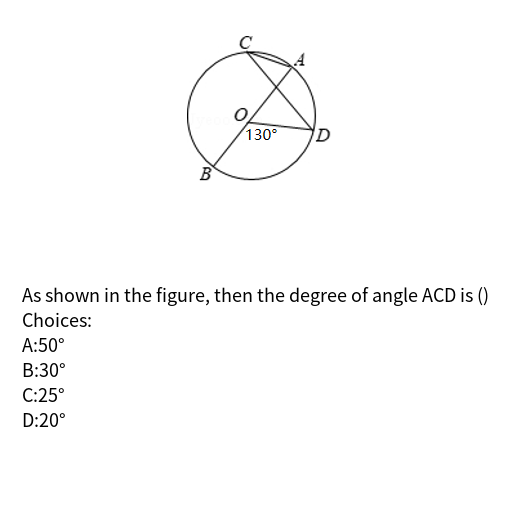 C
A
O
130°
D
B
As shown in the figure, then the degree of angle ACD is ()
Choices:
A:50°
B:30°
C:25°
D:20°